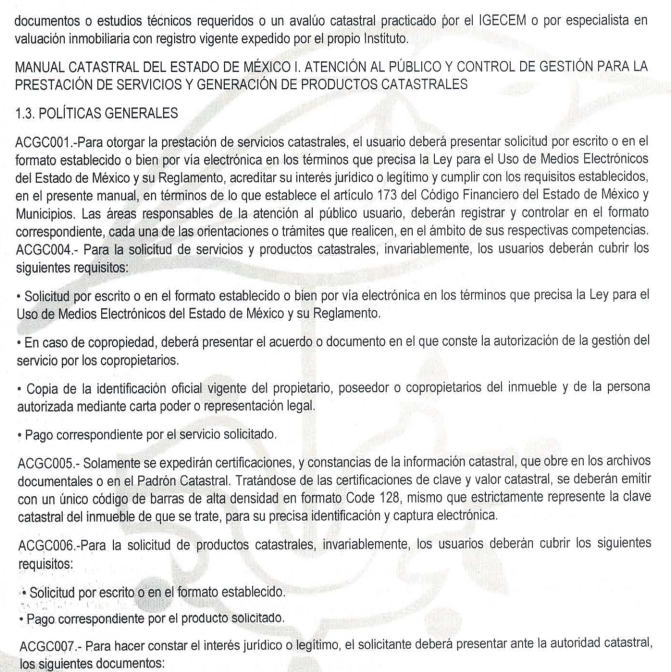 documentos o estudios técnicos requeridos o un avalúo catastral practicado por el IGECEM o por especialista en
valuación inmobiliaria con registro vigente expedido por el propio Instituto.
MANUAL CATASTRAL DEL ESTADO DE MÉXICO I. ATENCIÓN AL PÚBLICO Y CONTROL DE GESTIÓN PARA LA
PRESTACIÓN DE SERVICIOS Y GENERACIÓN DE PRODUCTOS CATASTRALES
1.3. POLÍTICAS GENERALES
ACGC001.-Para otorgar la prestación de servicios catastrales, el usuario deberá presentar solicitud por escrito o en el
formato establecido o bien por vía electrónica en los términos que precisa la Ley para el Uso de Medios Electrónicos
del Estado de México y su Reglamento, acreditar su interés jurídico o legítimo y cumplir con los requisitos establecidos,
en el presente manual, en términos de lo que establece el artículo 173 del Código Financiero del Estado de México y
Municipios. Las áreas responsables de la atención al público usuario, deberán registrar y controlar en el formato
correspondiente, cada una de las orientaciones o trámites que realicen, en el ámbito de sus respectivas competencias.
ACGC004.- Para la solicitud de servicios y productos catastrales, invariablemente, los usuarios deberán cubrir los
siguientes requisitos:
• Solicitud por escrito o en el formato establecido o bien por vía electrónica en los términos que precisa la Ley para el
Uso de Medios Electrónicos del Estado de México y su Reglamento.
• En caso de copropiedad, deberá presentar el acuerdo o documento en el que conste la autorización de la gestión del
servicio por los copropietarios.
• Copia de la identificación oficial vigente del propietario, poseedor o copropietarios del inmueble y de la persona
autorizada mediante carta poder o representación legal.
• Pago correspondiente por el servicio solicitado.
ACGC005.- Solamente se expedirán certificaciones, y constancias de la información catastral, que obre en los archivos
documentales o en el Padrón Catastral. Tratándose de las certificaciones de clave y valor catastral, se deberán emitir
con un único código de barras de alta densidad en formato Code 128, mismo que estrictamente represente la clave
catastral del inmueble de que se trate, para su precisa identificación y captura electrónica.
ACGC006.-Para la solicitud de productos catastrales, invariablemente, los usuarios deberán cubrir los siguientes
requisitos:
• Solicitud por escrito o en el formato establecido.
• Pago correspondiente por el producto solicitado.
ACGC007.- Para hacer constar el interés jurídico o legítimo, el solicitante deberá presentar ante la autoridad catastral,
los siguientes documentos: